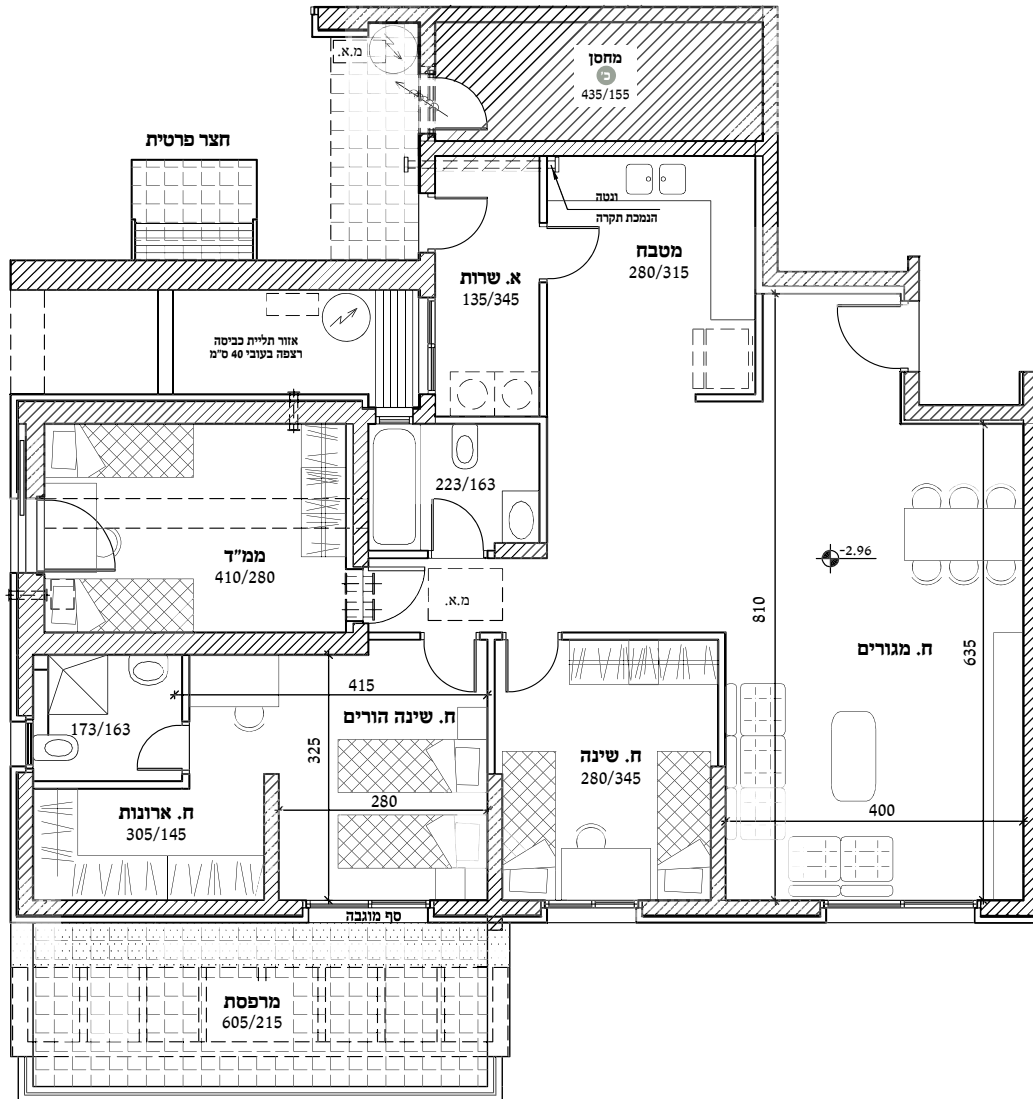 מחסן
כ'
435/155
מ.א.
חצר פרטית
ונטה
הנמכת תקרה
מטבח
280/315
א. שרות
135/345
אזור תליית כביסה
רצפה בעובי 40 ס"מ
223/163
ממ"ד
410/280
-2.96
מ.א.
810
ח. מגורים
635
415
173/163
ח. שינה הורים
325
ח. שינה
280/345
280
400
ח. ארונות
305/145
סף מוגבה
מרפסת
605/215